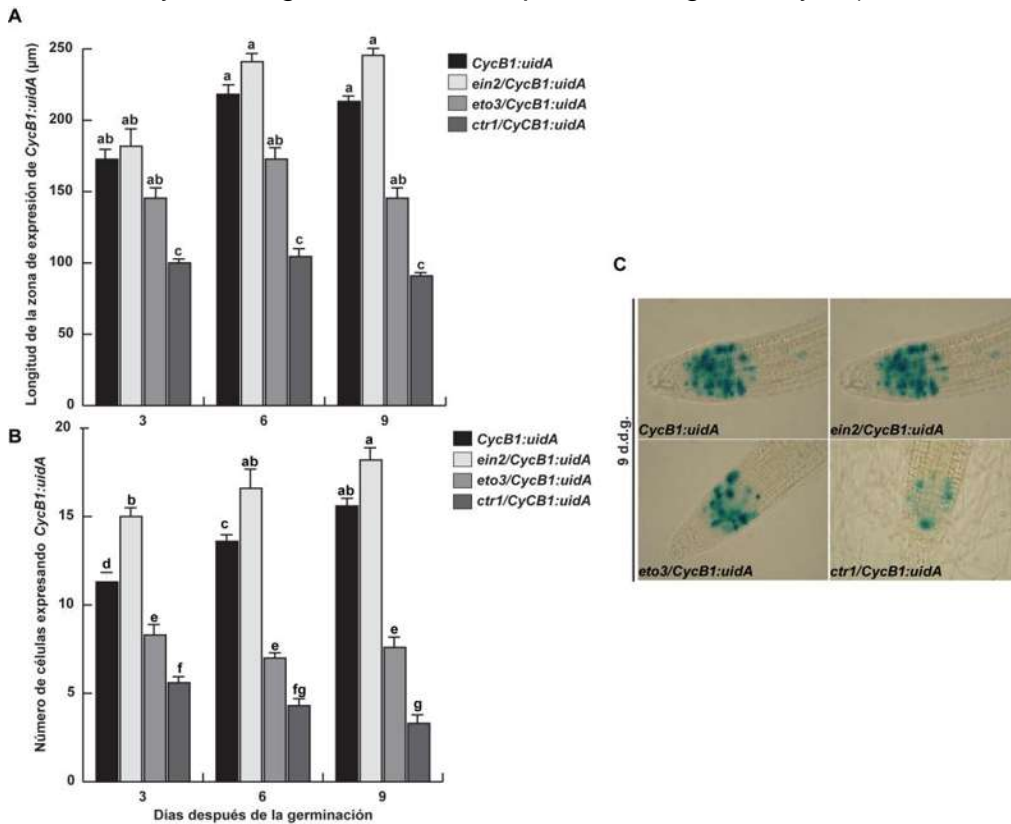 A
Longitud de la zona de expresión de CycB1:uidA (µm)
250
200
150
100
50
0
ab
ab
ab
c
a
a
ab
c
a
a
ab
c
3
6
9
CycB1:uidA
ein2/CycB1:uidA
eto3/CycB1:uidA
ctr1/CyCB1:uidA
B
Número de células expresando CycB1:uidA
20
15
10
5
0
d
b
e
f
c
ab
e
fg
ab
a
e
g
3
6
9
Días después de la germinación
CycB1:uidA
ein2/CycB1:uidA
eto3/CycB1:uidA
ctr1/CyCB1:uidA
C
9 d.d.g.
CycB1:uidA
ein2/CycB1:uidA
eto3/CycB1:uidA
ctr1/CycB1:uidA